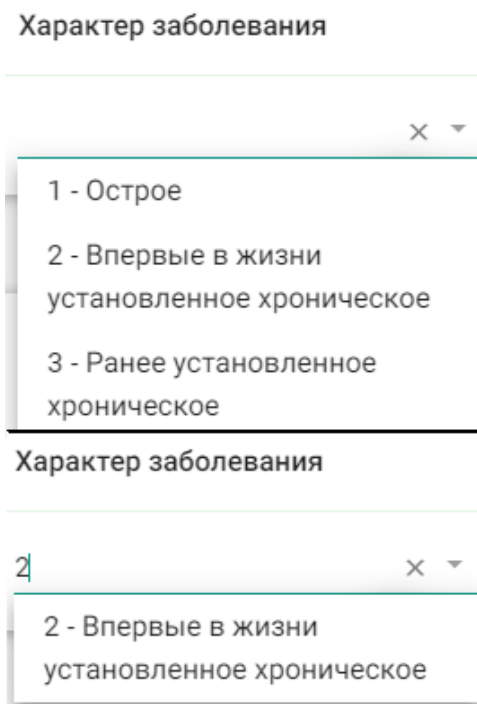 Характер заболевания
1 - Острое
2 - Впервые в жизни
установленное хроническое
3 - Ранее установленное
хроническое
Характер заболевания
2
2 - Впервые в жизни
установленное хроническое